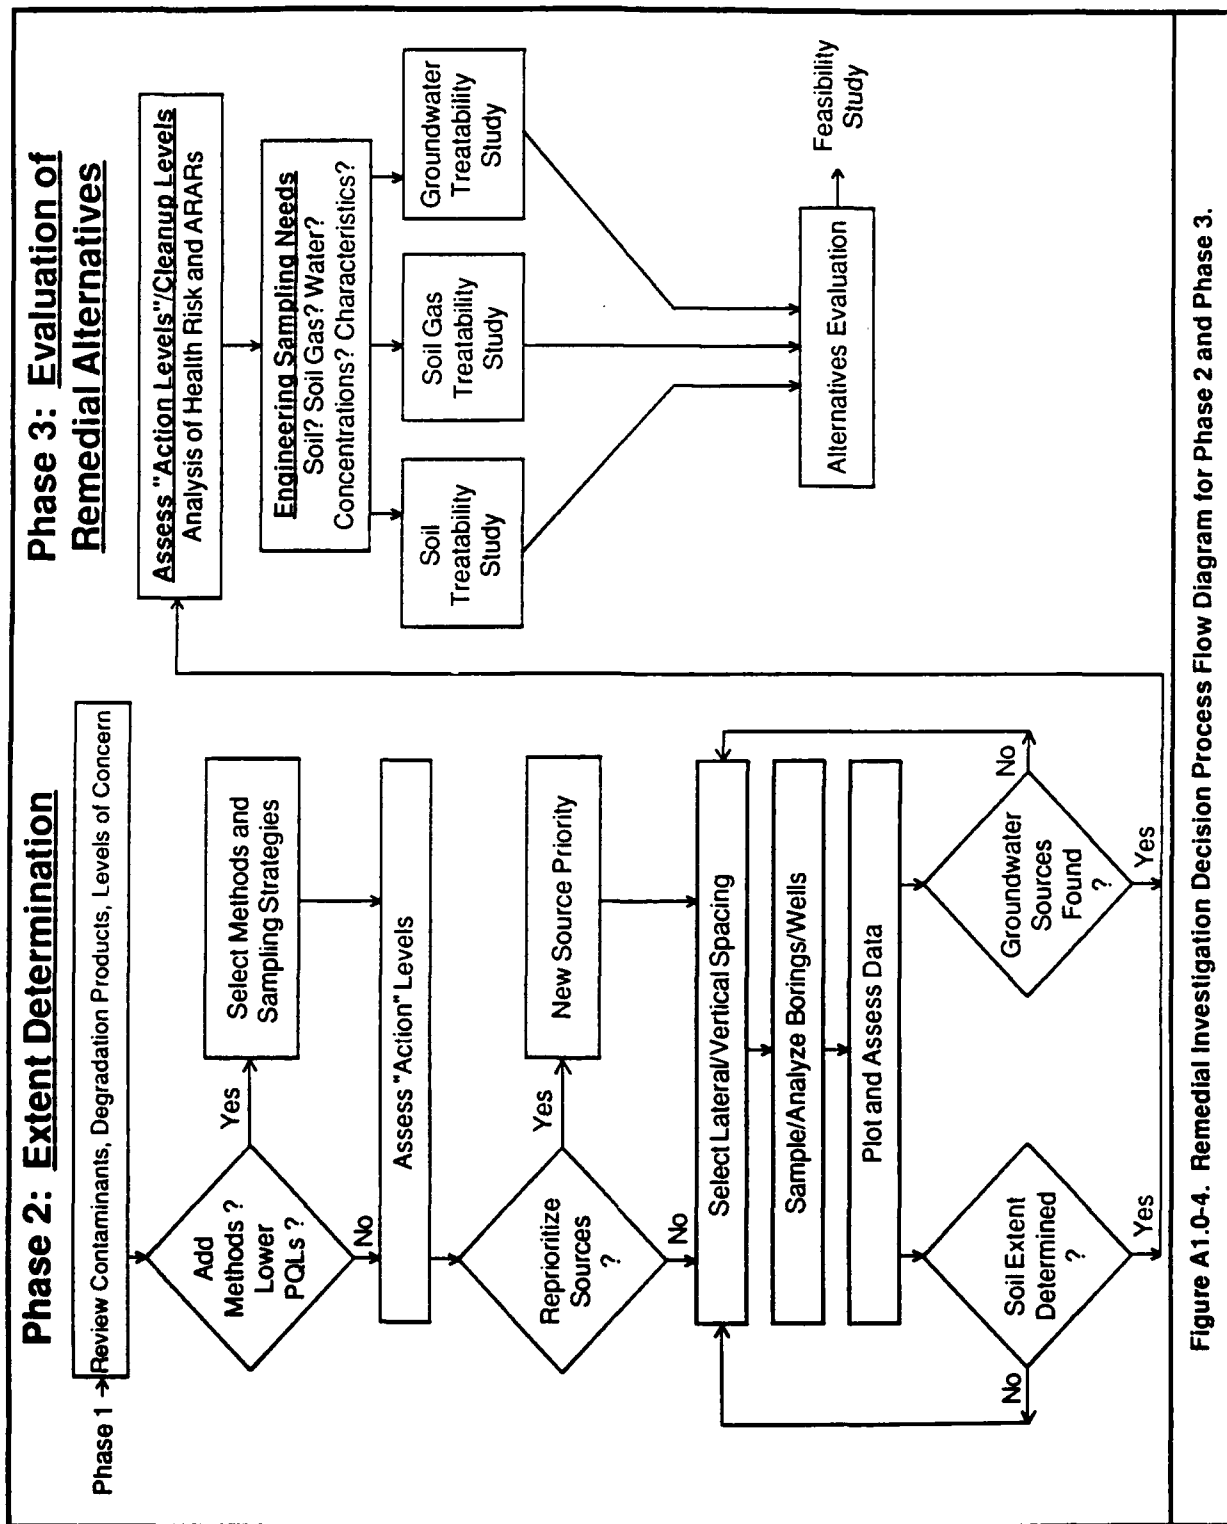 Phase 2: Extent Determination
Phase 1
Review Contaminants, Degradation Products, Levels of Concern
Add
Methods ?
Lower
PQLs ?
Yes
No
Select Methods and
Sampling Strategies
Assess "Action" Levels
Reprioritize
Sources
?
Yes
No
New Source Priority
Select Lateral/Vertical Spacing
Sample/Analyze Borings/Wells
Plot and Assess Data
Soil Extent
Determined
?
No
Yes
Groundwater
Sources
Found
?
No
Yes
Phase 3: Evaluation of
Remedial Alternatives
Assess "Action Levels"/Cleanup Levels
Analysis of Health Risk and ARARs
Engineering Sampling Needs
Soil? Soil Gas? Water?
Concentrations? Characteristics?
Soil
Treatability
Study
Soil Gas
Treatability
Study
Groundwater
Treatability
Study
Alternatives Evaluation
Feasibility
Study
Figure A1.0-4. Remedial Investigation Decision Process Flow Diagram for Phase 2 and Phase 3.